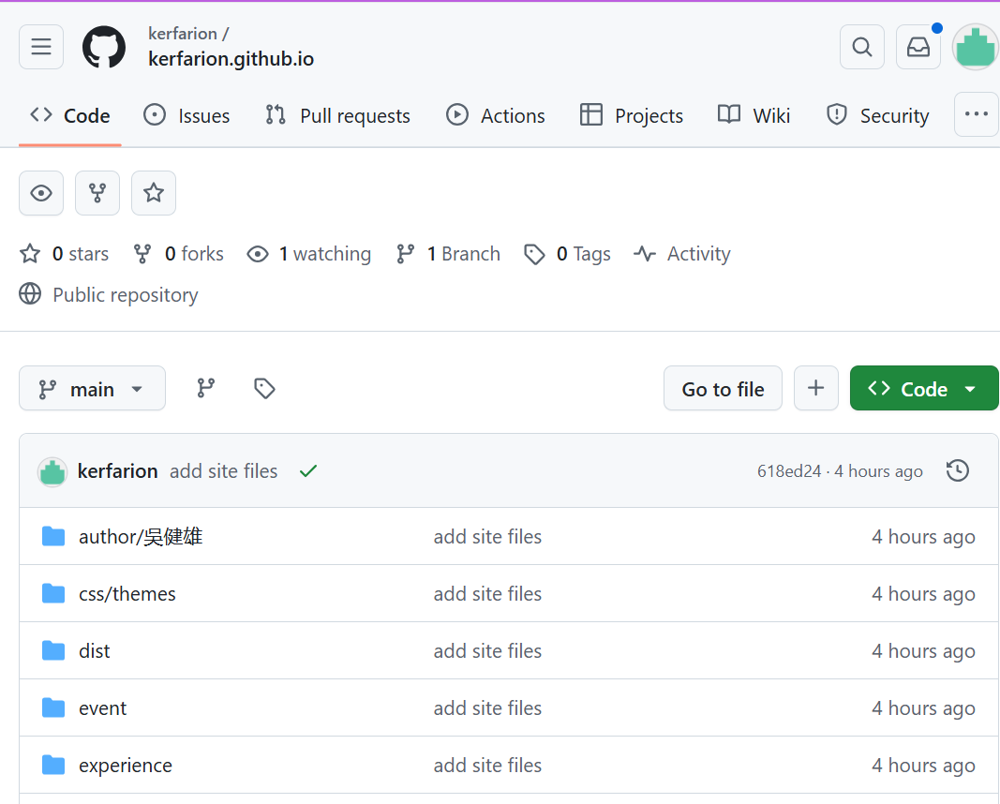 kerfarion /
kerfarion.github.io
Code Issues Pull requests Actions Projects Wiki Security
0 stars 0 forks 1 watching 1 Branch 0 Tags Activity
Public repository
main Go to file Code
kerfarion add site files 618ed24 · 4 hours ago
author/吳健雄 add site files 4 hours ago
css/themes add site files 4 hours ago
dist add site files 4 hours ago
event add site files 4 hours ago
experience add site files 4 hours ago